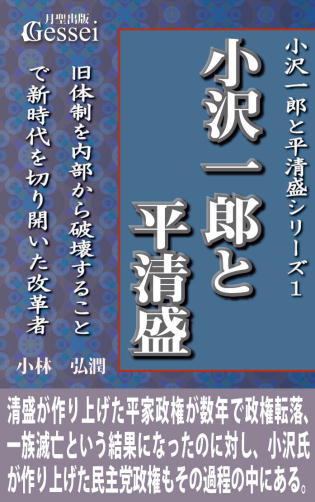 月聖出版
Gessei
小沢一郎と平清盛シリーズ1
小沢一郎と
平清盛
旧体制を内部から破壊すること
で新時代を切り開いた改革者
小林 弘潤
清盛が作り上げた平家政権が数年で政権転落、
一族滅亡という結果になったのに対し、小沢氏
が作り上げた民主党政権もその過程の中にある。